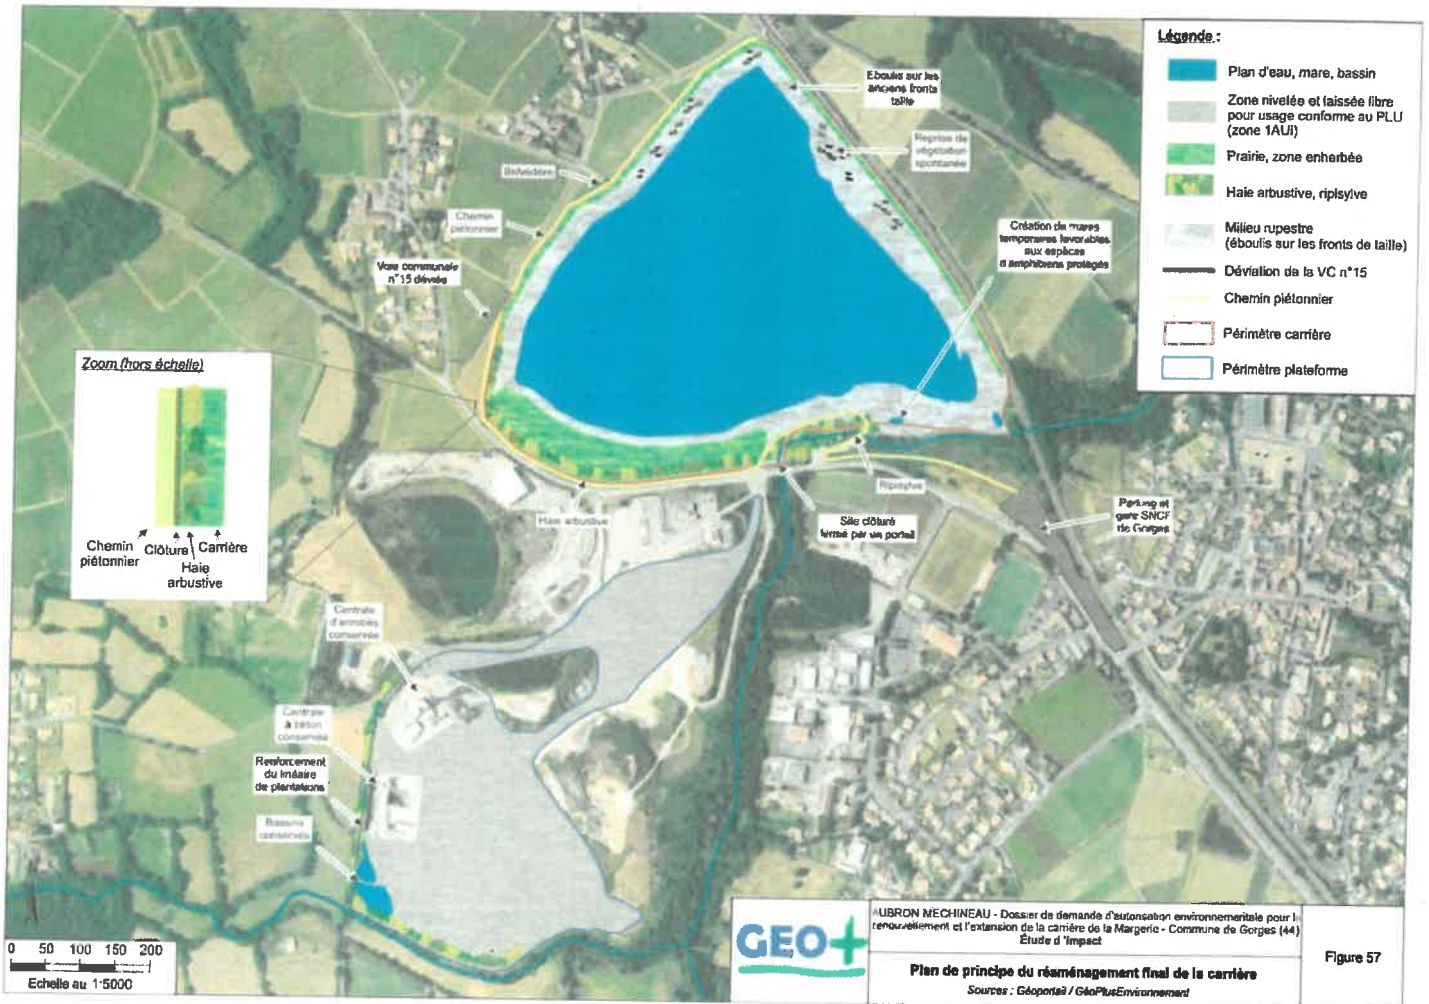 Légende :
Plan d'eau, mare, bassin
Zone nivelée et laissée libre
pour usage conforme au PLU
(zone 1AUi)
Prairie, zone enherbée
Haie arbustive, ripisylve
Milieu rupestre
(éboulis sur les fronts de taille)
Déviation de la VC n°15
Chemin piétonnier
Périmètre carrière
Périmètre plateforme
Eboulis sur les
anciens fronts
taille
Reprise de
végétation
spontanée
Belvédère
Chemin
piétonnier
Voie communale
n°15 déviée
Création de mares
temporaires favorables
aux espèces
d'amphibiens protégés
Zoom (hors échelle)
Chemin
piétonnier
Clôture
Haie
arbustive
Carrière
Haie arbustive
Ripisylve
Site clôturé
fermé par un portail
Parking et
gare SNCF
de Gorges
Centrale
d'enrobés
conservée
Centrale
à béton
conservée
Renforcement
du linéaire
de plantations
Bassins
conservés
0 50 100 150 200
Echelle au 1:5000
GEO+
AUBRON MECHINEAU - Dossier de demande d'autorisation environnementale pour l
renouvellement et l'extension de la carrière de la Margerie - Commune de Gorges (44)
Étude d'Impact
Plan de principe du réaménagement final de la carrière
Sources : Géoportail / GéoPlusEnvironnement
Figure 57